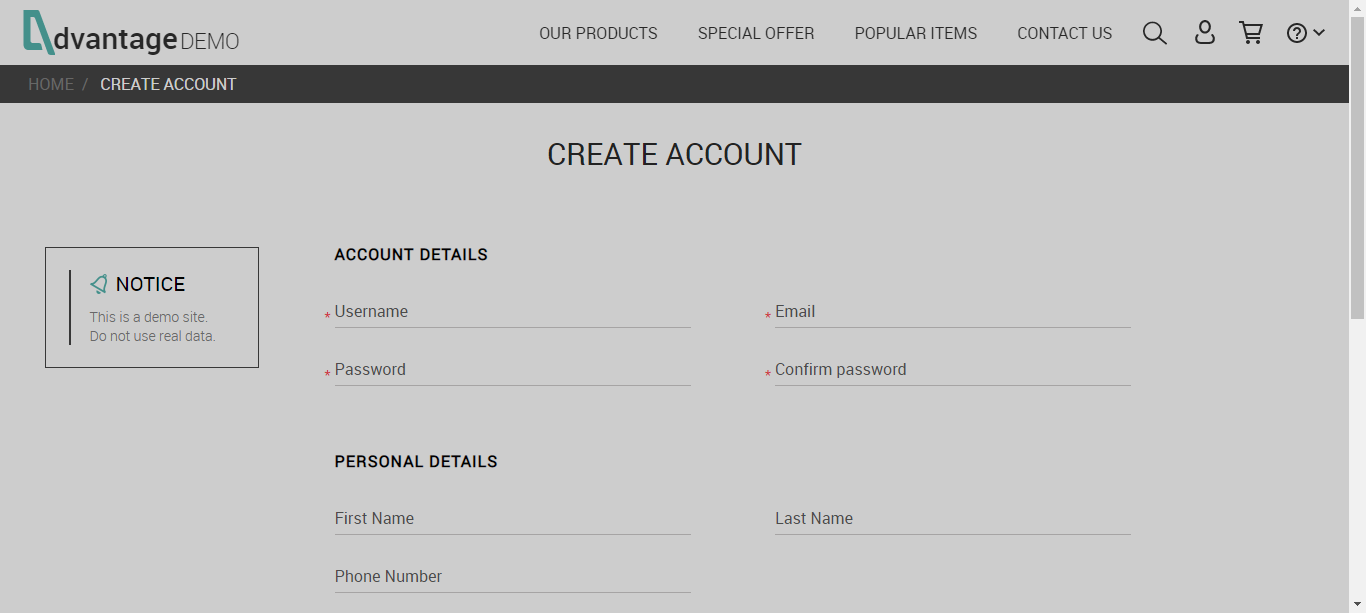 dvantage DEMO
OUR PRODUCTS SPECIAL OFFER POPULAR ITEMS CONTACT US ?
HOME / CREATE ACCOUNT
CREATE ACCOUNT
NOTICE
This is a demo site.
Do not use real data.
ACCOUNT DETAILS
* Username * Email
* Password * Confirm password
PERSONAL DETAILS
First Name Last Name
Phone Number